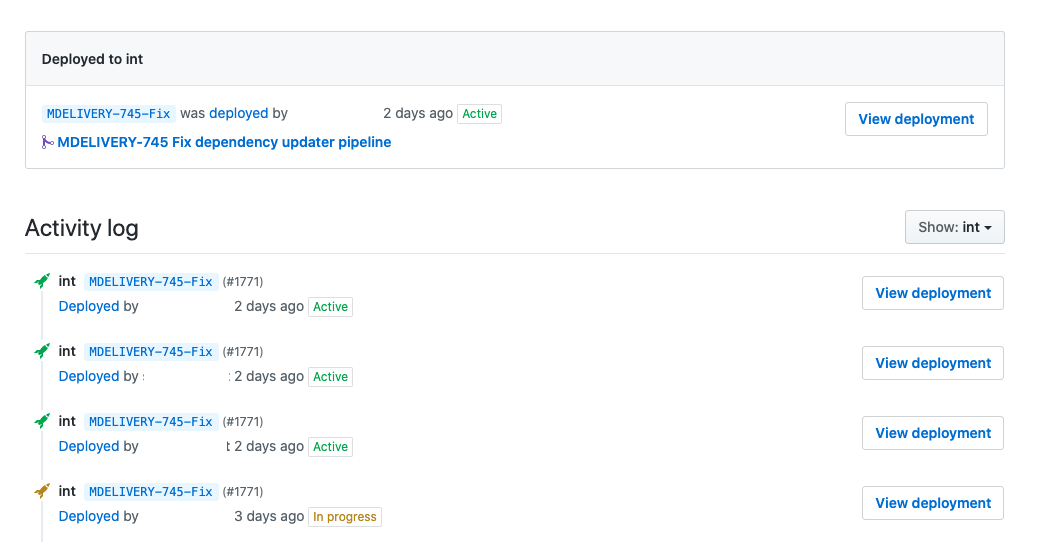 Deployed to int
MDELIVERY-745-Fix was deployed by 2 days ago Active
View deployment
MDELIVERY-745 Fix dependency updater pipeline
Activity log
Show: int
int MDELIVERY-745-Fix (#1771)
Deployed by 2 days ago Active
View deployment
int MDELIVERY-745-Fix (#1771)
Deployed by 2 days ago Active
View deployment
int MDELIVERY-745-Fix (#1771)
Deployed by t 2 days ago Active
View deployment
int MDELIVERY-745-Fix (#1771)
Deployed by 3 days ago In progress
View deployment